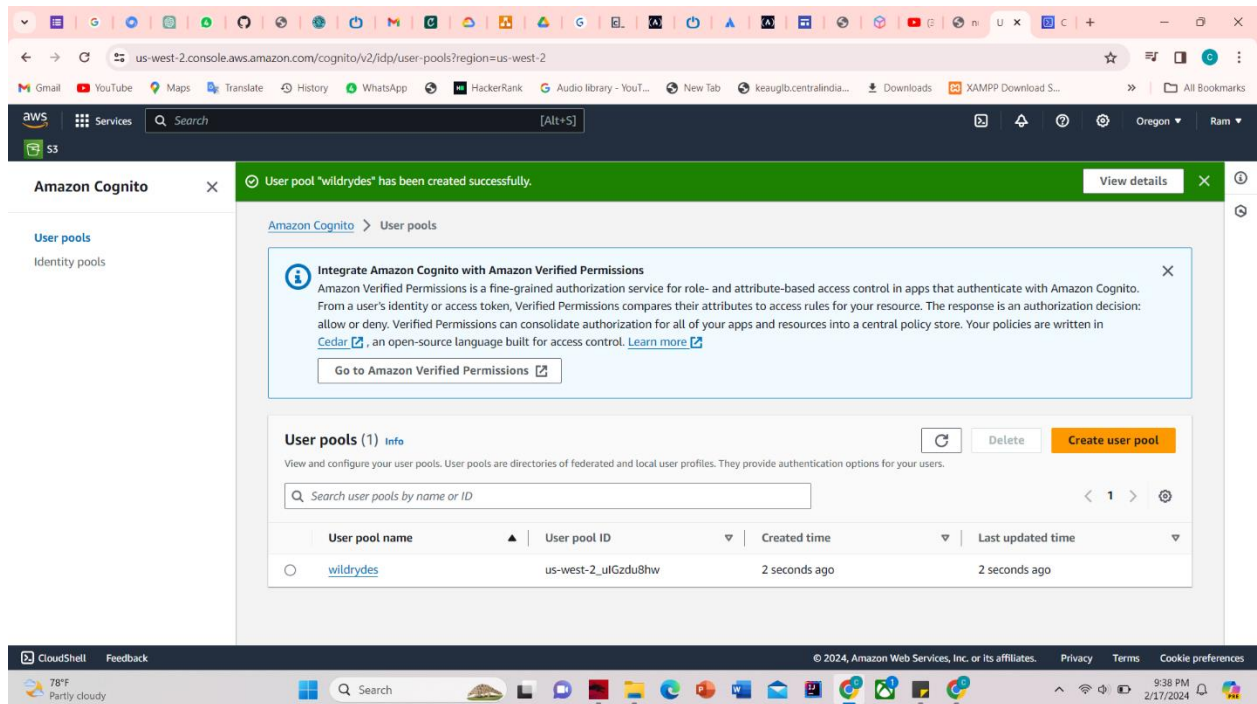 us-west-2.console.aws.amazon.com/cognito/v2/idp/user-pools?region=us-west-2
Gmail YouTube Maps Translate History WhatsApp HackerRank Audio library - YouT... New Tab keauglb.centralindia... Downloads XAMPP Download S... » All Bookmarks
aws Services Search [Alt+S] Oregon Ram
S3
Amazon Cognito
User pool "wildrydes" has been created successfully. View details
Amazon Cognito > User pools
User pools
Identity pools
Integrate Amazon Cognito with Amazon Verified Permissions
Amazon Verified Permissions is a fine-grained authorization service for role- and attribute-based access control in apps that authenticate with Amazon Cognito.
From a user's identity or access token, Verified Permissions compares their attributes to access rules for your resource. The response is an authorization decision:
allow or deny. Verified Permissions can consolidate authorization for all of your apps and resources into a central policy store. Your policies are written in
Cedar, an open-source language built for access control. Learn more
Go to Amazon Verified Permissions
User pools (1) Info Delete Create user pool
View and configure your user pools. User pools are directories of federated and local user profiles. They provide authentication options for your users.
Search user pools by name or ID < 1 >
User pool name User pool ID Created time Last updated time
wildrydes us-west-2_uIGzdu8hw 2 seconds ago 2 seconds ago
CloudShell Feedback © 2024, Amazon Web Services, Inc. or its affiliates. Privacy Terms Cookie preferences
78°F
Partly cloudy
Search
9:38 PM
2/17/2024